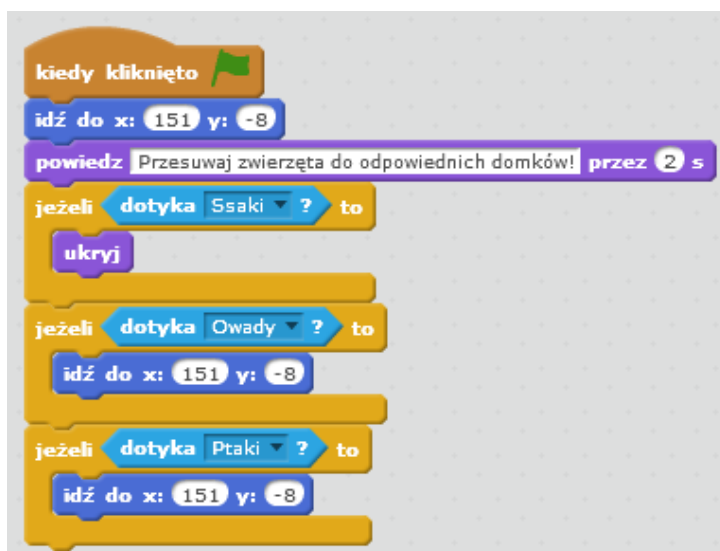 kiedy kliknięto
idź do x: 151 y: -8
powiedz Przesuwaj zwierzęta do odpowiednich domków! przez 2 s
jeżeli dotyka Ssaki ? to
ukryj
jeżeli dotyka Owady ? to
idź do x: 151 y: -8
jeżeli dotyka Ptaki ? to
idź do x: 151 y: -8